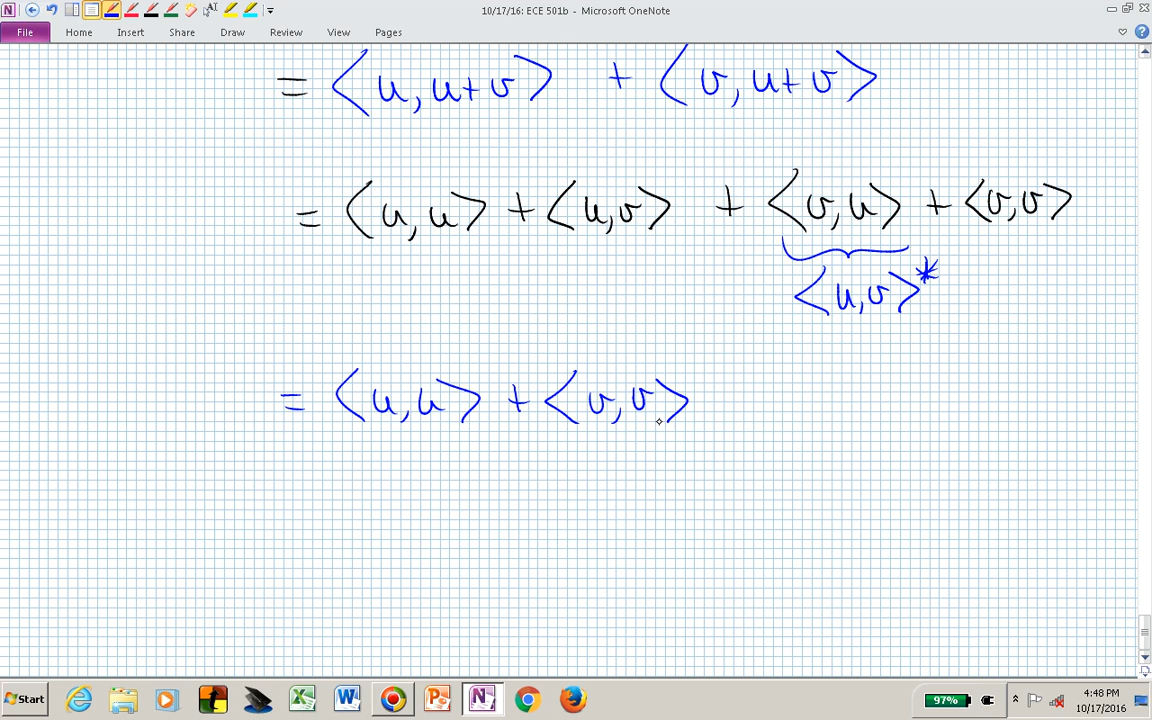 10/17/16: ECE 501b - Microsoft OneNote
File Home Insert Share Draw Review View Pages
= <u, u+v> + <v, u+v>
= <u, u> + <u, v> + <v, u> + <v, v>
<u, v>*
= <u, u> + <v, v>
Start 97% 4:48 PM
10/17/2016